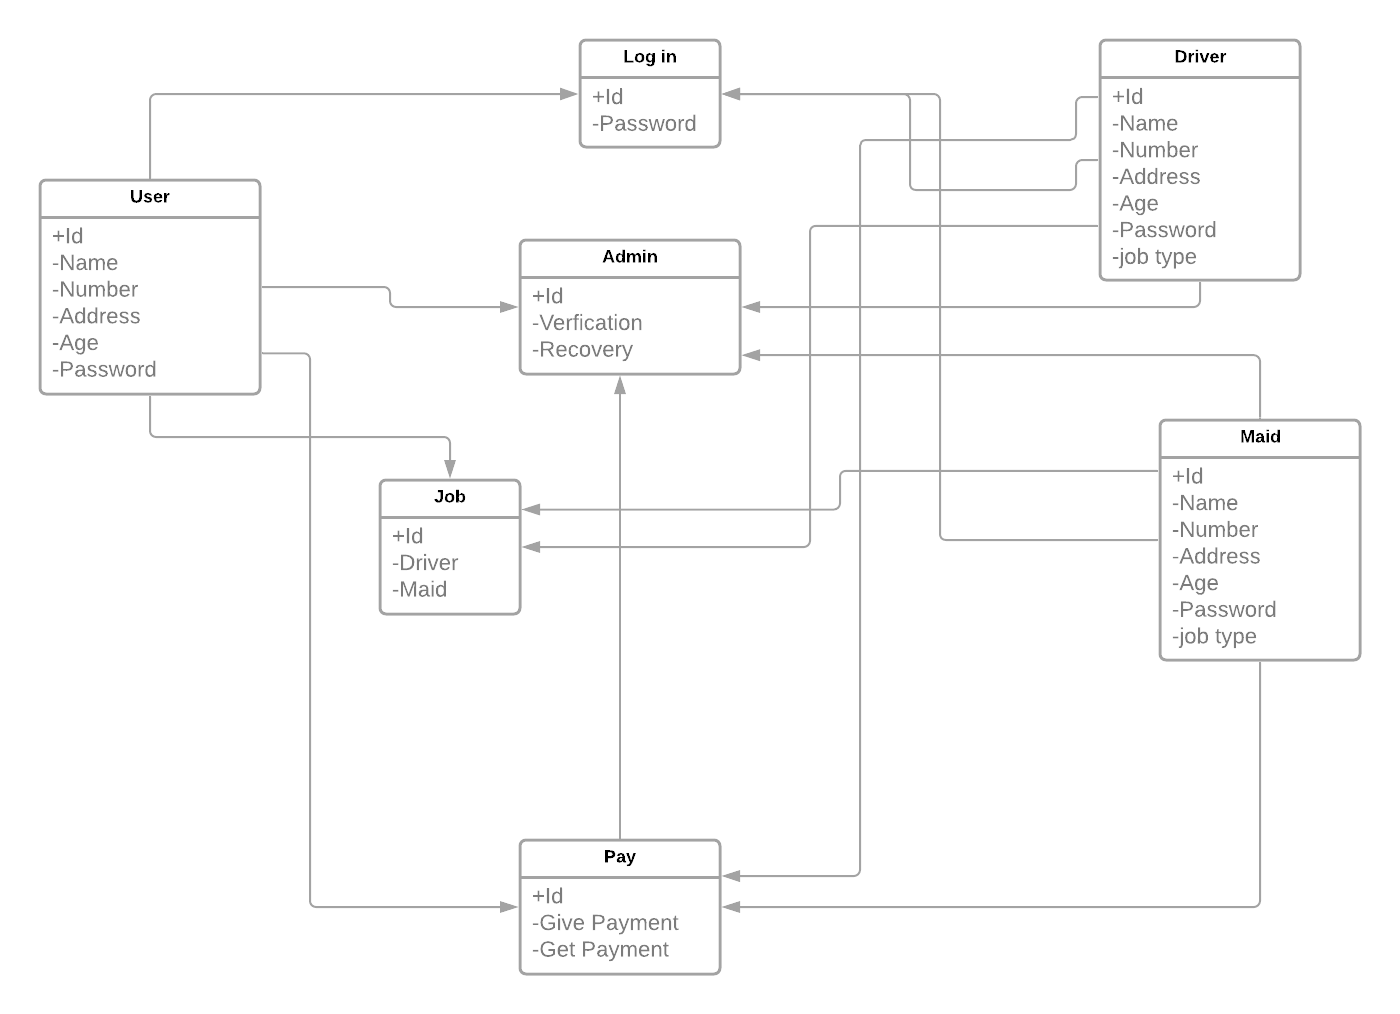 Log in
+Id
-Password
Driver
+Id
-Name
-Number
-Address
-Age
-Password
-job type
User
+Id
-Name
-Number
-Address
-Age
-Password
Admin
+Id
-Verfication
-Recovery
Job
+Id
-Driver
-Maid
Maid
+Id
-Name
-Number
-Address
-Age
-Password
-job type
Pay
+Id
-Give Payment
-Get Payment